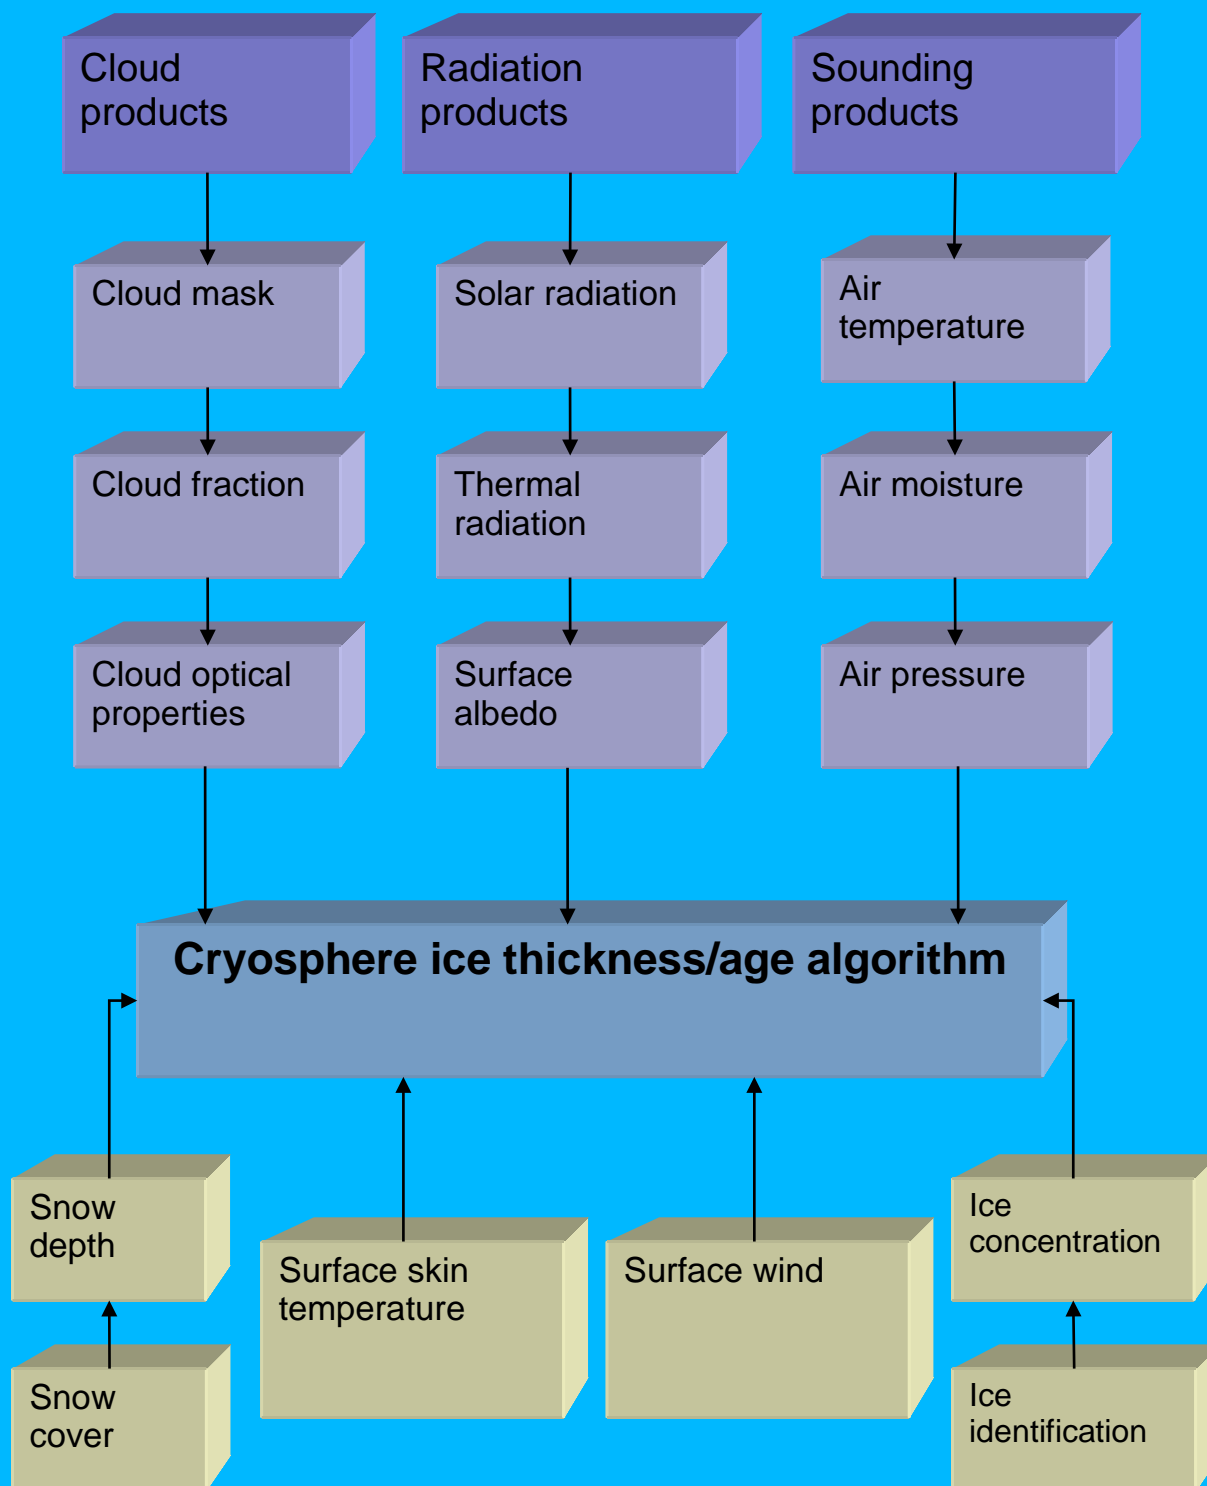 Cloud
products
Radiation
products
Sounding
products
Cloud mask
Solar radiation
Air
temperature
Cloud fraction
Thermal
radiation
Air moisture
Cloud optical
properties
Surface
albedo
Air pressure
Cryosphere ice thickness/age algorithm
Snow
depth
Surface skin
temperature
Surface wind
Ice
concentration
Snow
cover
Ice
identification